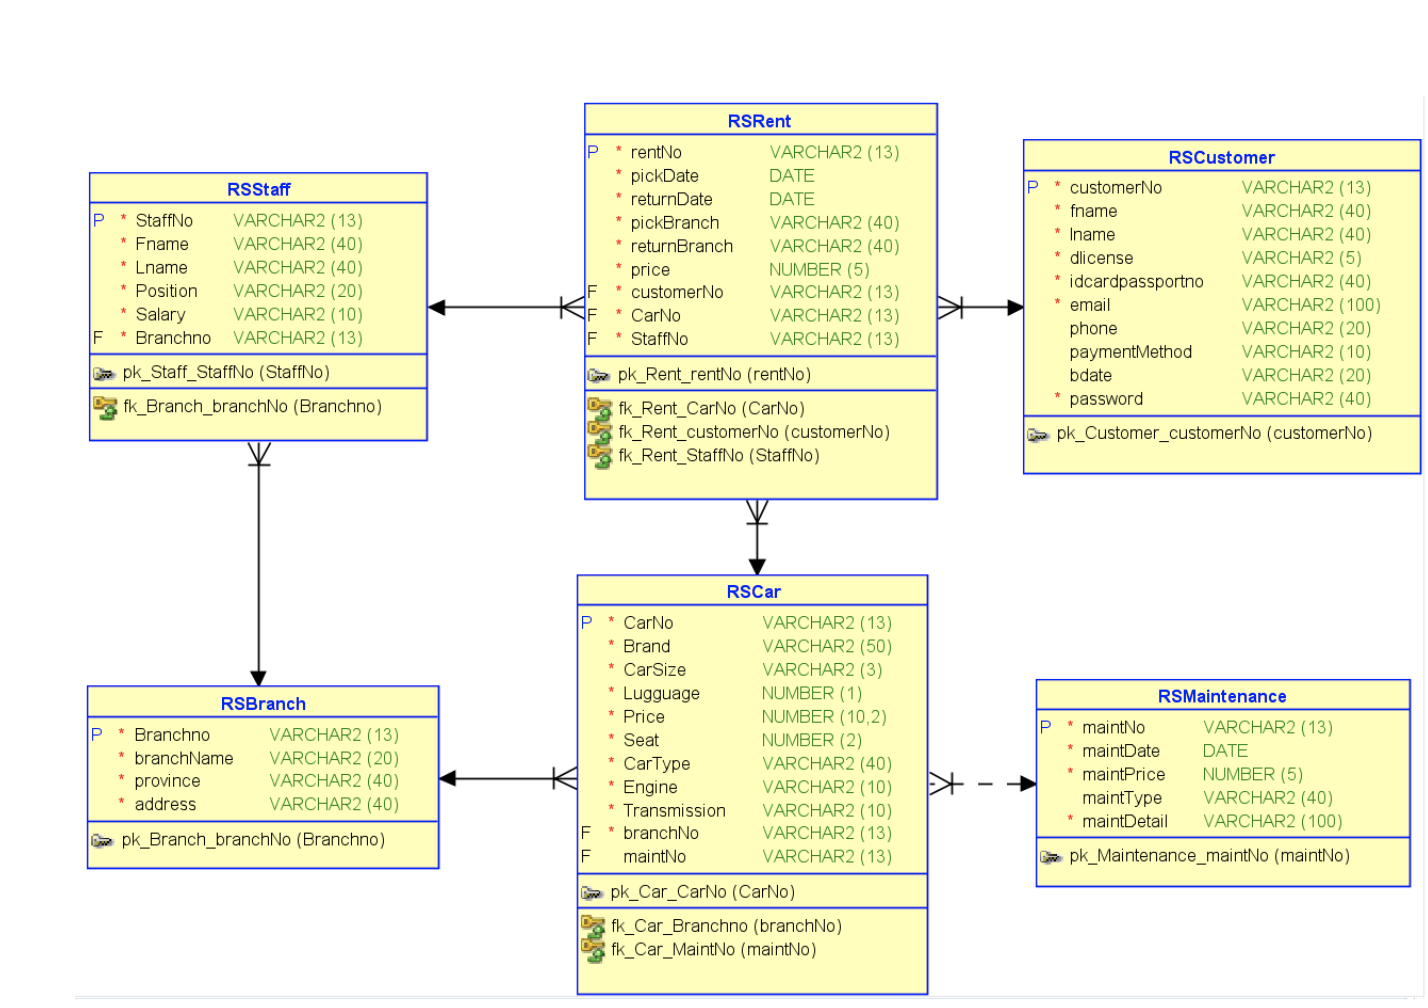 RSRent
P * rentNo VARCHAR2 (13)
* pickDate DATE
* returnDate DATE
* pickBranch VARCHAR2 (40)
* returnBranch VARCHAR2 (40)
* price NUMBER (5)
F * customerNo VARCHAR2 (13)
F * CarNo VARCHAR2 (13)
F * StaffNo VARCHAR2 (13)
pk_Rent_rentNo (rentNo)
fk_Rent_CarNo (CarNo)
fk_Rent_customerNo (customerNo)
fk_Rent_StaffNo (StaffNo)
RSCustomer
P * customerNo VARCHAR2 (13)
* fname VARCHAR2 (40)
* lname VARCHAR2 (40)
* dlicense VARCHAR2 (5)
* idcardpassportno VARCHAR2 (40)
* email VARCHAR2 (100)
phone VARCHAR2 (20)
paymentMethod VARCHAR2 (10)
bdate VARCHAR2 (20)
* password VARCHAR2 (40)
pk_Customer_customerNo (customerNo)
RSStaff
P * StaffNo VARCHAR2 (13)
* Fname VARCHAR2 (40)
* Lname VARCHAR2 (40)
* Position VARCHAR2 (20)
* Salary VARCHAR2 (10)
F * Branchno VARCHAR2 (13)
pk_Staff_StaffNo (StaffNo)
fk_Branch_branchNo (Branchno)
RSCar
P * CarNo VARCHAR2 (13)
* Brand VARCHAR2 (50)
* CarSize VARCHAR2 (3)
* Lugguage NUMBER (1)
* Price NUMBER (10,2)
* Seat NUMBER (2)
* CarType VARCHAR2 (40)
* Engine VARCHAR2 (10)
* Transmission VARCHAR2 (10)
F * branchNo VARCHAR2 (13)
F maintNo VARCHAR2 (13)
pk_Car_CarNo (CarNo)
fk_Car_Branchno (branchNo)
fk_Car_MaintNo (maintNo)
RSBranch
P * Branchno VARCHAR2 (13)
* branchName VARCHAR2 (20)
* province VARCHAR2 (40)
* address VARCHAR2 (40)
pk_Branch_branchNo (Branchno)
RSMaintenance
P * maintNo VARCHAR2 (13)
* maintDate DATE
* maintPrice NUMBER (5)
maintType VARCHAR2 (40)
* maintDetail VARCHAR2 (100)
pk_Maintenance_maintNo (maintNo)